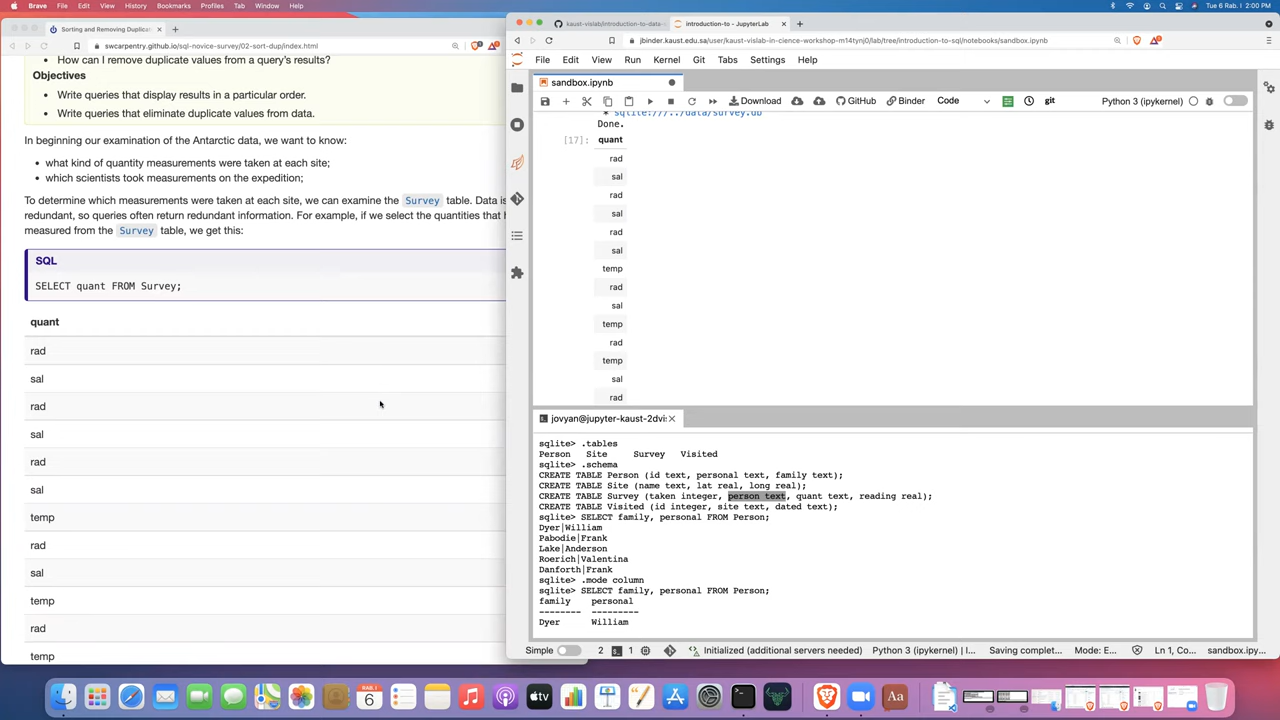 Brave File Edit View History Bookmarks Profiles Tab Window Help
Tue 6 Rab. I 2:00 PM
Sorting and Removing Duplicat
swcarpentry.github.io/sql-novice-survey/02-sort-dup/index.html
How can I remove duplicate values from a query's results?
Objectives
Write queries that display results in a particular order.
Write queries that eliminate duplicate values from data.
In beginning our examination of the Antarctic data, we want to know:
what kind of quantity measurements were taken at each site;
which scientists took measurements on the expedition;
To determine which measurements were taken at each site, we can examine the Survey table. Data is
redundant, so queries often return redundant information. For example, if we select the quantities that
measured from the Survey table, we get this:
SQL
SELECT quant FROM Survey;
quant
rad
sal
rad
sal
rad
sal
temp
rad
sal
temp
rad
temp
kaust-vislab/introduction-to-data-
introduction-to - JupyterLab
jbinder.kaust.edu.sa/user/kaust-vislab-in-cience-workshop-m14tynj0/lab/tree/introduction-to-sql/notebooks/sandbox.ipynb
File Edit View Run Kernel Git Tabs Settings Help
sandbox.ipynb
Download GitHub Binder Code git Python 3 (ipykernel)
* sqlite:///../data/survey.db
Done.
[17]: quant
rad
sal
rad
sal
rad
sal
temp
rad
sal
temp
rad
temp
sal
rad
jovyan@jupyter-kaust-2dvi
sqlite> .tables
Person Site Survey Visited
sqlite> .schema
CREATE TABLE Person (id text, personal text, family text);
CREATE TABLE Site (name text, lat real, long real);
CREATE TABLE Survey (taken integer, person text, quant text, reading real);
CREATE TABLE Visited (id integer, site text, dated text);
sqlite> SELECT family, personal FROM Person;
Dyer|William
Pabodie|Frank
Lake|Anderson
Roerich|Valentina
Danforth|Frank
sqlite> .mode column
sqlite> SELECT family, personal FROM Person;
family personal
-------- ---------
Dyer William
Simple 2 1 Initialized (additional servers needed) Python 3 (ipykernel) | I... Saving complet... Mode: E... Ln 1, Co... sandbox.ipy...
RAB. I
6
tv
Aa